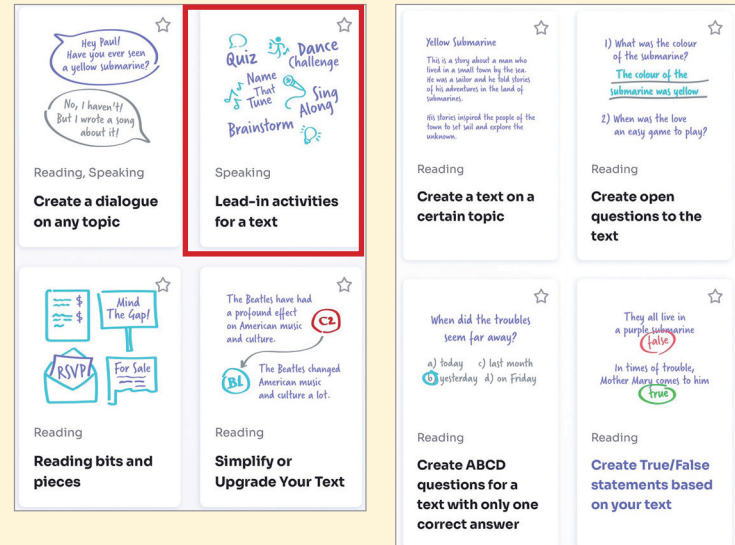 Hey Paul!
Have you ever seen
a yellow submarine?
No, I haven't!
But I wrote a song
about it!
Reading, Speaking
Create a dialogue
on any topic
Quiz
Dance
Challenge
Name
That
Tune
Sing
Along
Brainstorm
Speaking
Lead-in activities
for a text
$
$
Mind
The Gap!
RSVP
For Sale
Reading
Reading bits and
pieces
The Beatles have had
a profound effect
on American music
and culture.
C2
B1
The Beatles changed
American music
and culture a lot.
Reading
Simplify or
Upgrade Your Text
Yellow Submarine
This is a story about a man who
lived in a small town by the sea.
He was a sailor and he told stories
of his adventures in the land of
submarines.
His stories inspired the people of the
town to set sail and explore the
unknown.
Reading
Create a text on a
certain topic
1) What was the colour
of the submarine?
The colour of the
submarine was yellow
2) When was the love
an easy game to play?
Reading
Create open
questions to the
text
When did the troubles
seem far away?
a) today c) last month
b) yesterday d) on Friday
Reading
Create ABCD
questions for a
text with only one
correct answer
They all live in
a purple submarine
false
In times of trouble,
Mother Mary comes to him
true
Reading
Create True/False
statements based
on your text